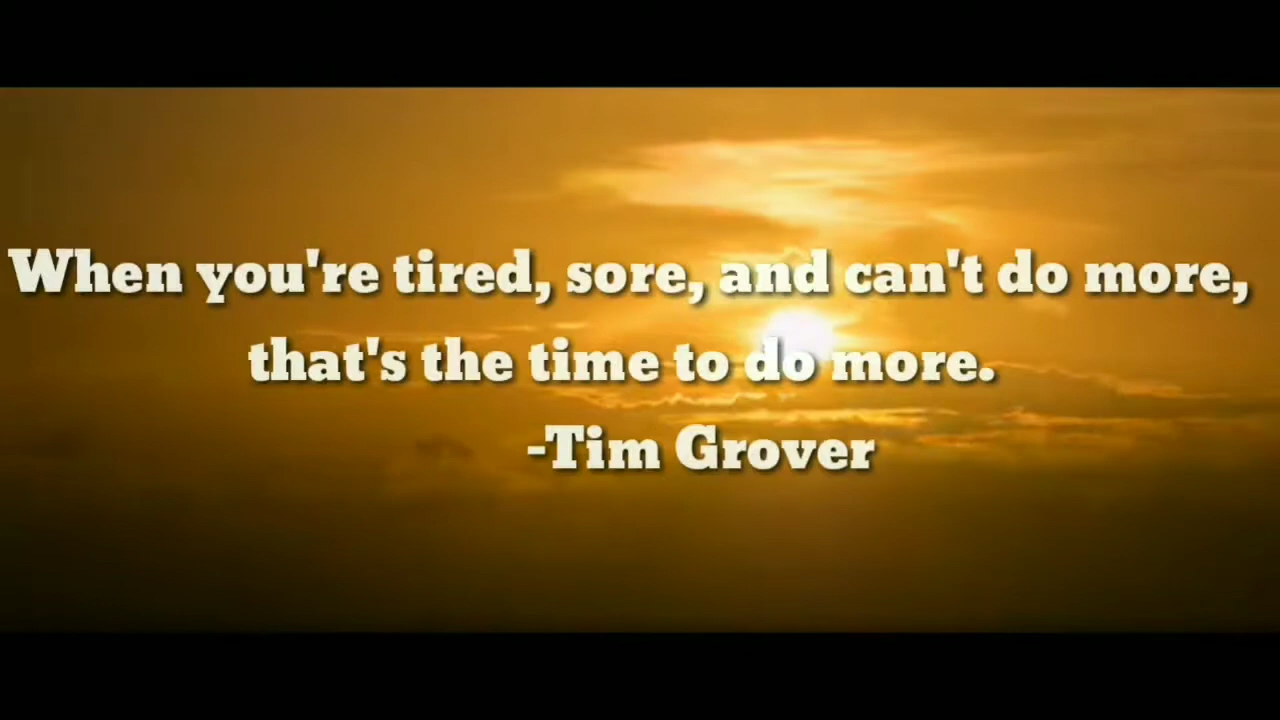 When you're tired, sore, and can't do more,
that's the time to do more.
-Tim Grover